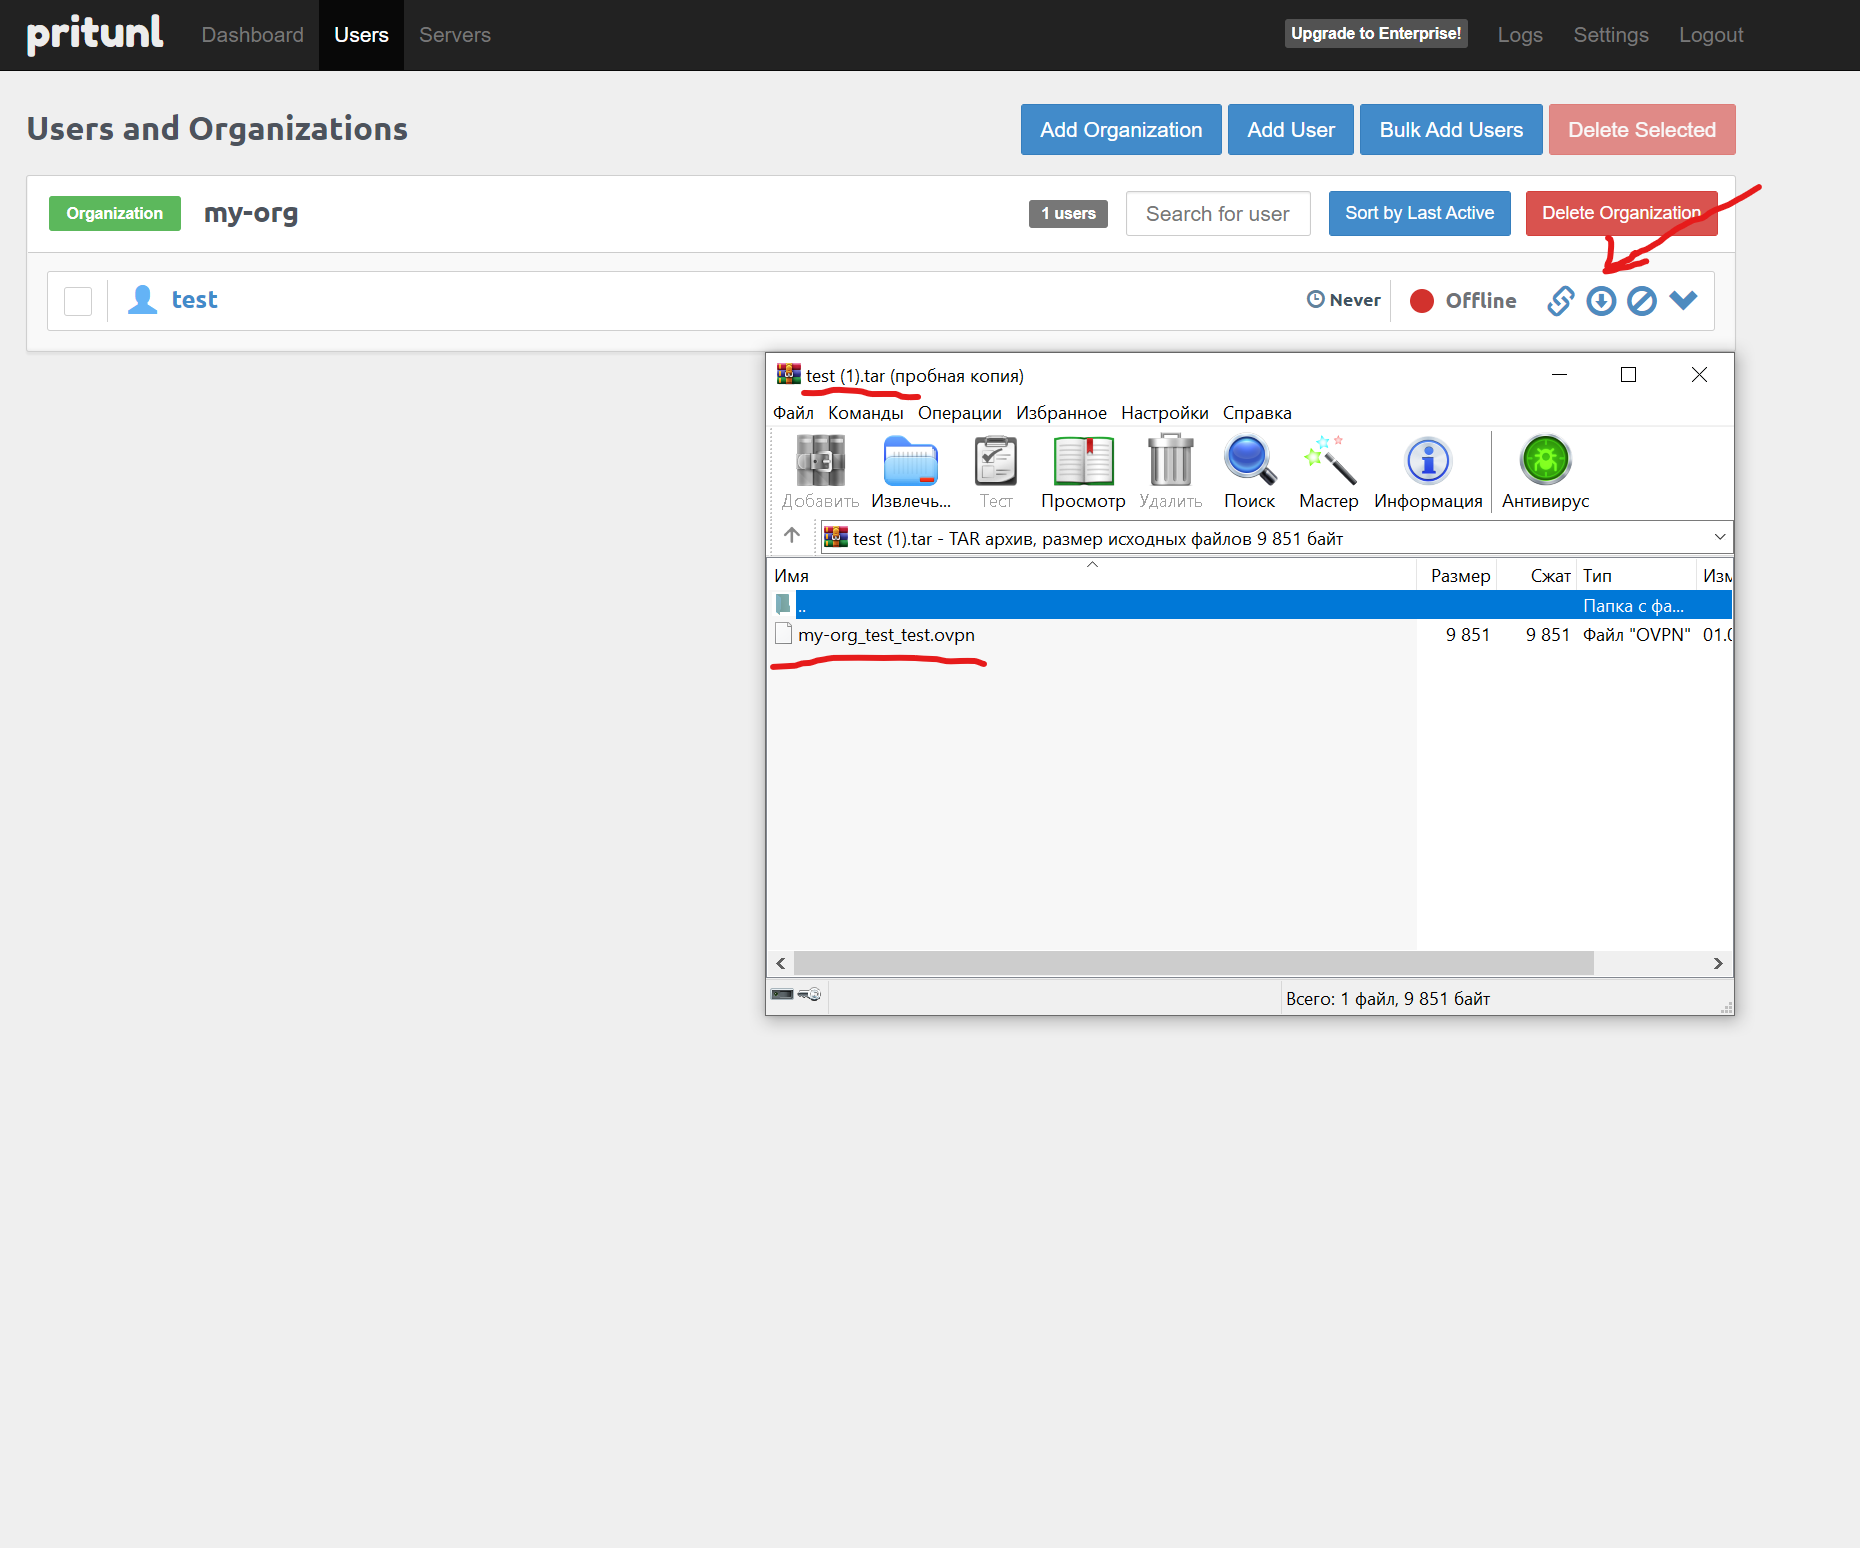 pritunl Dashboard Users Servers Upgrade to Enterprise! Logs Settings Logout
Users and Organizations Add Organization Add User Bulk Add Users Delete Selected
Organization my-org 1 users Search for user Sort by Last Active Delete Organization
test Never Offline
test (1).tar (пробная копия)
Файл Команды Операции Избранное Настройки Справка
Добавить Извлечь... Тест Просмотр Удалить Поиск Мастер Информация Антивирус
test (1).tar - TAR архив, размер исходных файлов 9 851 байт
Имя Размер Сжат Тип Изм
.. Папка с фа...
my-org_test_test.ovpn 9 851 9 851 Файл "OVPN" 01.0
Всего: 1 файл, 9 851 байт